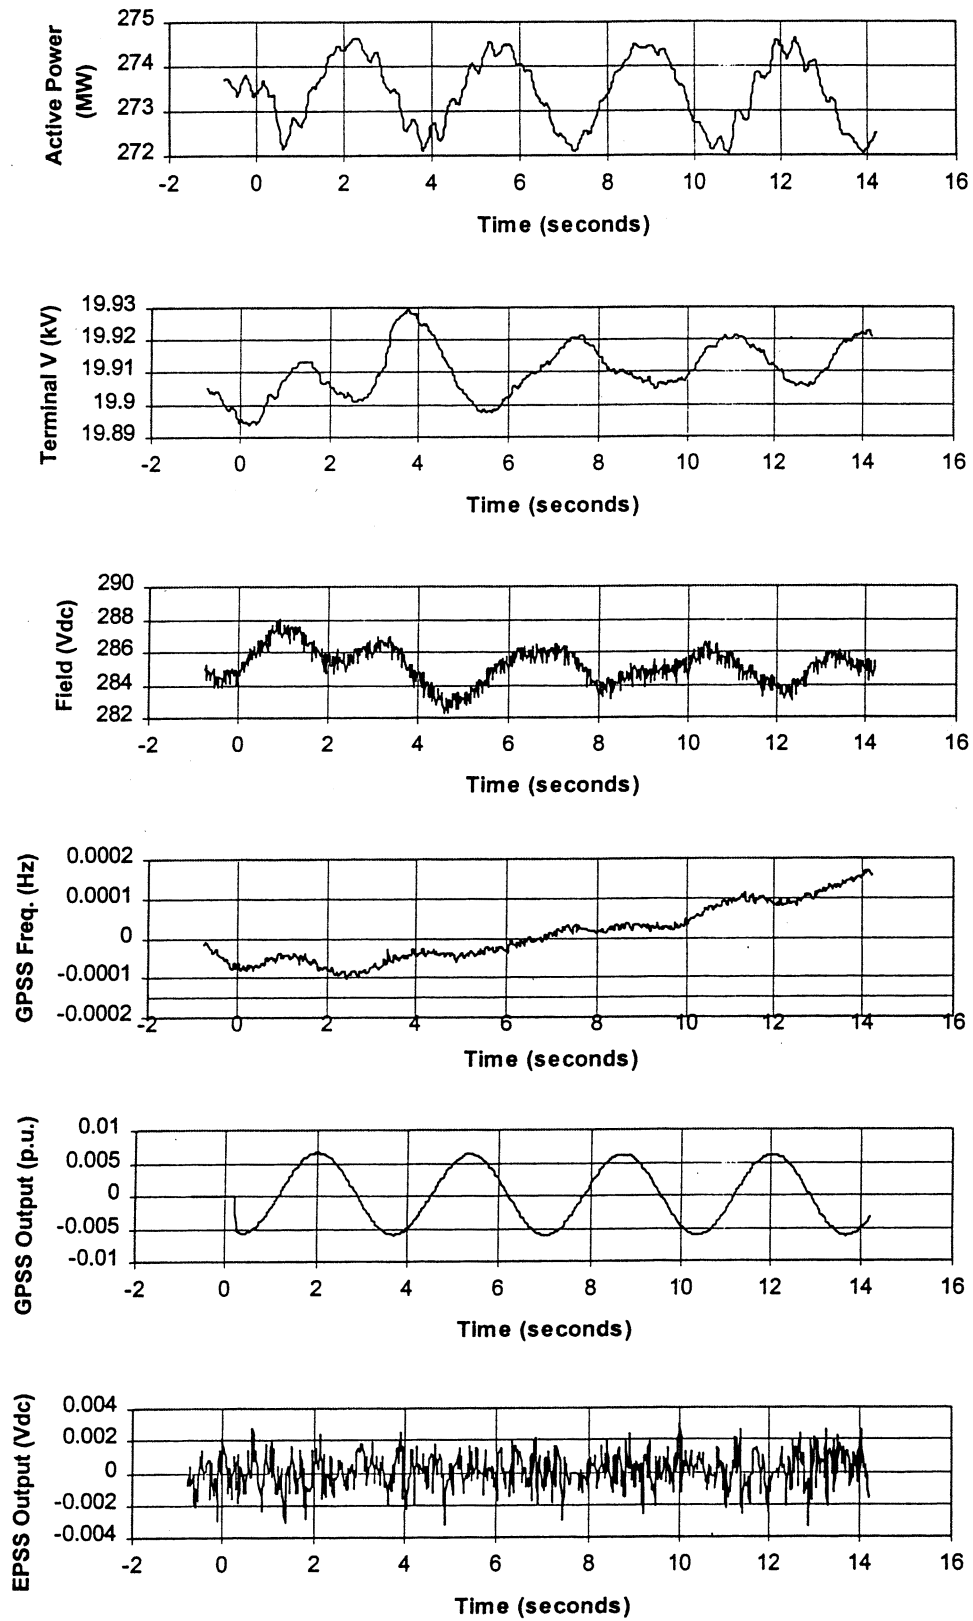 275
274
273
272
Active Power
(MW)
-2 0 2 4 6 8 10 12 14 16
Time (seconds)
19.93
19.92
19.91
19.9
19.89
Terminal V (kV)
-2 0 2 4 6 8 10 12 14 16
Time (seconds)
290
288
286
284
282
Field (Vdc)
-2 0 2 4 6 8 10 12 14 16
Time (seconds)
0.0002
0.0001
0
-0.0001
-0.0002
GPSS Freq. (Hz)
-2 0 2 4 6 8 10 12 14 16
Time (seconds)
0.01
0.005
0
-0.005
-0.01
GPSS Output (p.u.)
-2 0 2 4 6 8 10 12 14 16
Time (seconds)
0.004
0.002
0
-0.002
-0.004
EPSS Output (Vdc)
-2 0 2 4 6 8 10 12 14 16
Time (seconds)